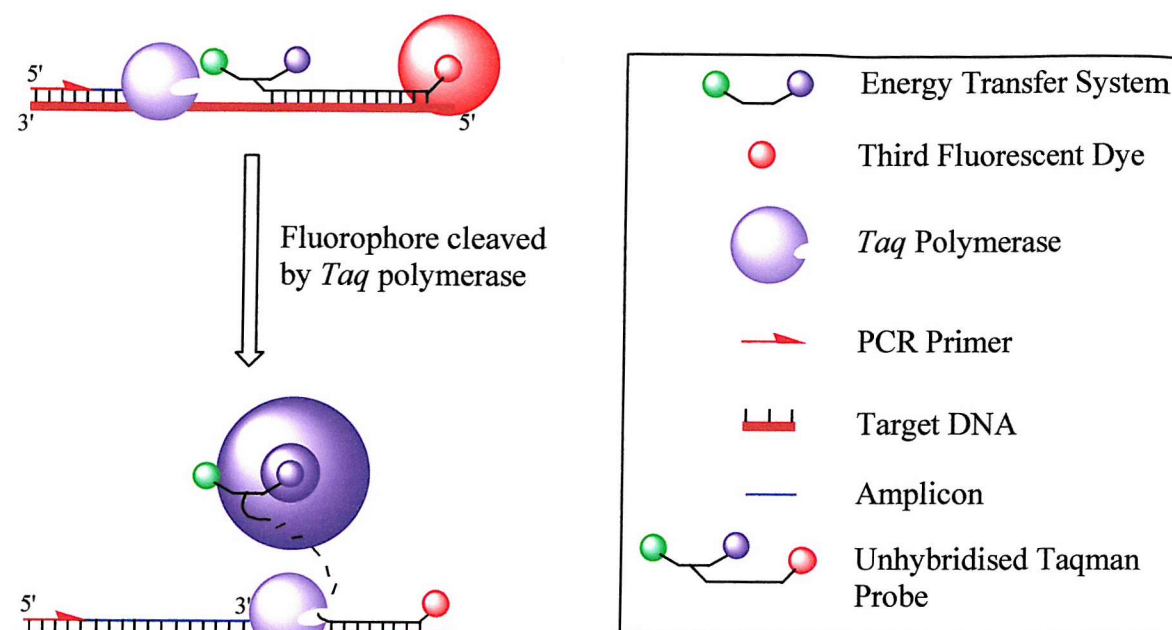 5'
3'
5'
Fluorophore cleaved
by Taq polymerase
5'
3'
Energy Transfer System
Third Fluorescent Dye
Taq Polymerase
PCR Primer
Target DNA
Amplicon
Unhybridised Taqman
Probe